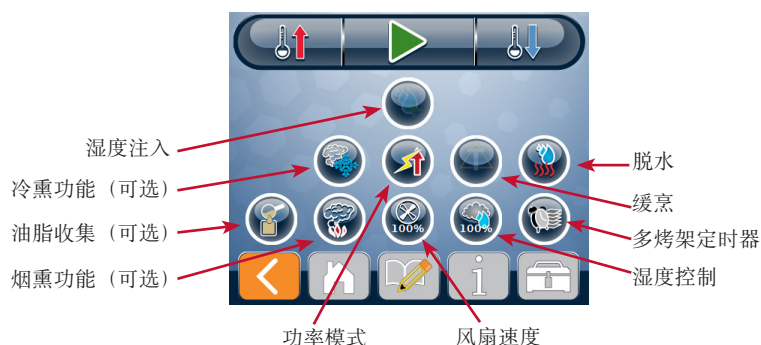 湿度注入
脱水
冷熏功能（可选）
缓烹
油脂收集（可选）
100%
100%
多烤架定时器
烟熏功能（可选）
湿度控制
i
功率模式
风扇速度